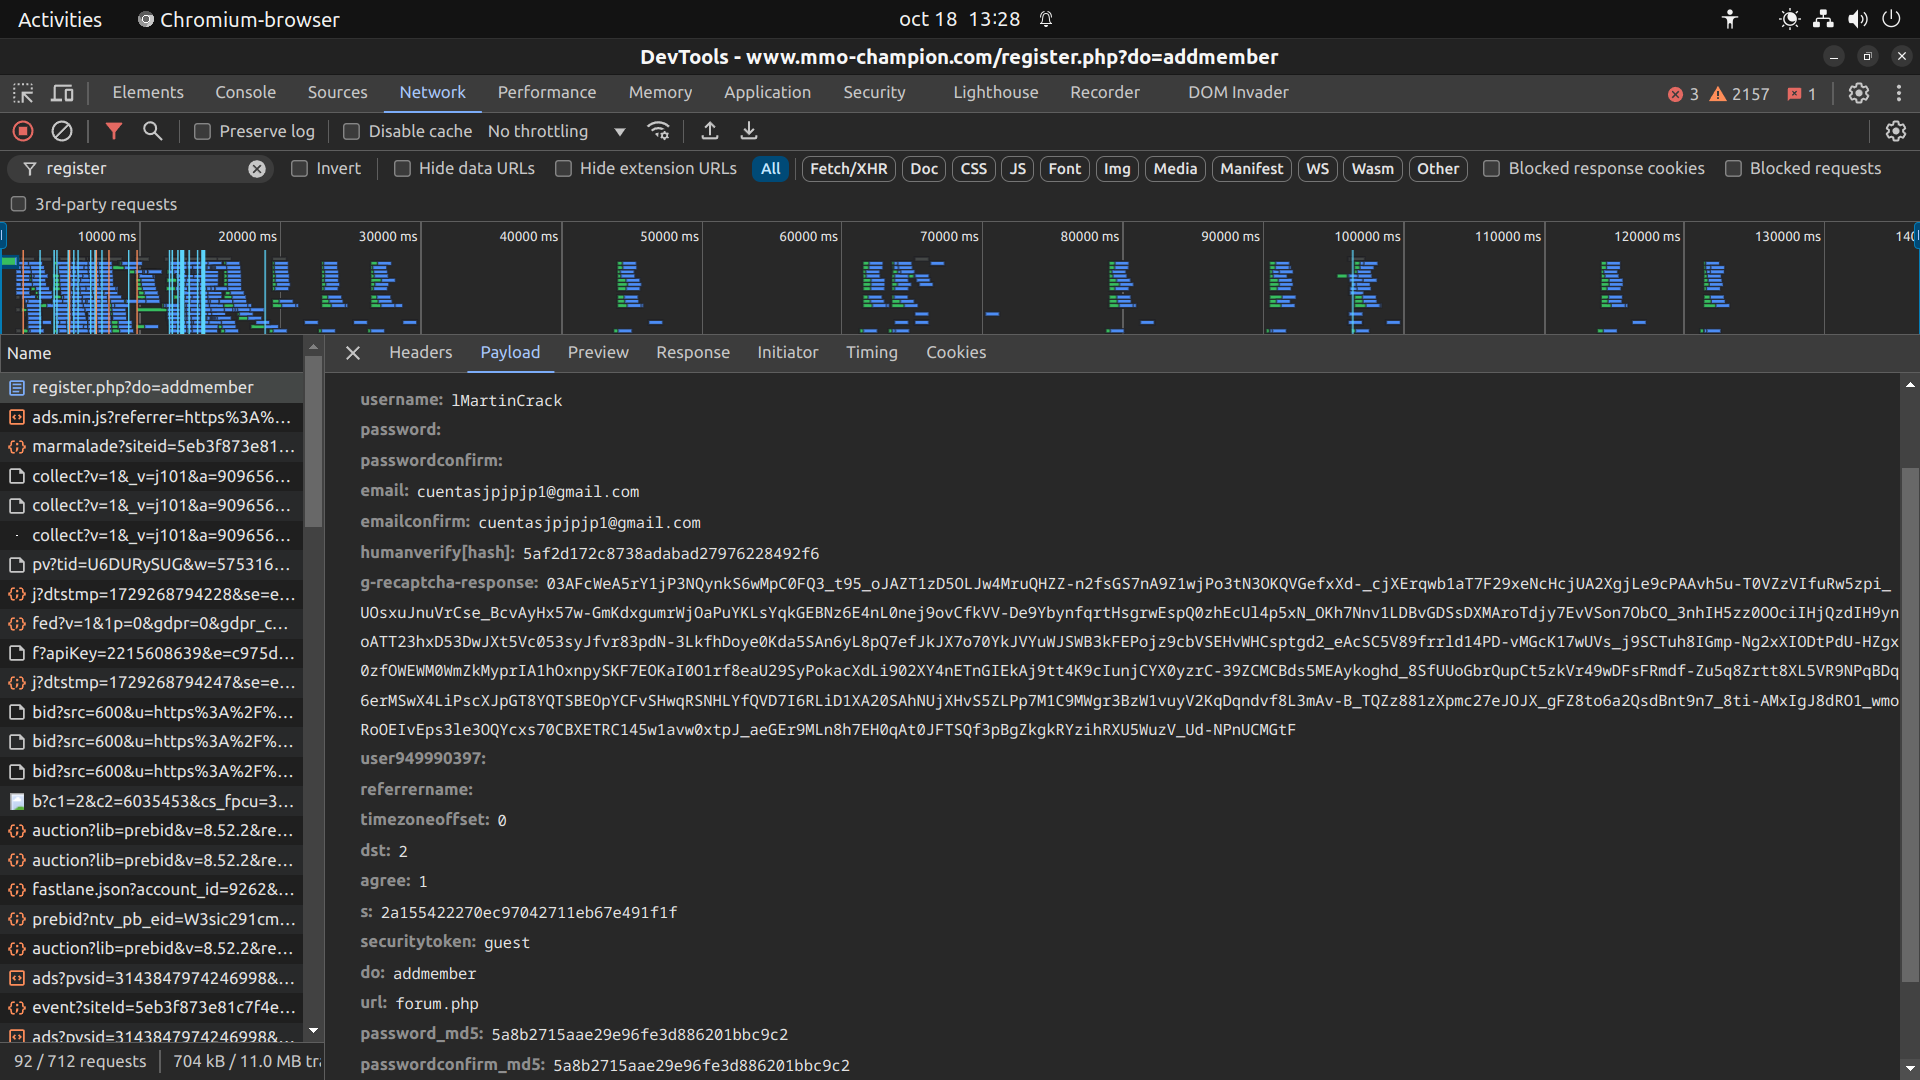 Activities
Chromium-browser
oct 18 13:28
DevTools - www.mmo-champion.com/register.php?do=addmember
Elements Console Sources Network Performance Memory Application Security Lighthouse Recorder DOM Invader 3 2157 1
Preserve log Disable cache No throttling
register Invert Hide data URLs Hide extension URLs All Fetch/XHR Doc CSS JS Font Img Media Manifest WS Wasm Other Blocked response cookies Blocked requests
3rd-party requests
10000 ms 20000 ms 30000 ms 40000 ms 50000 ms 60000 ms 70000 ms 80000 ms 90000 ms 100000 ms 110000 ms 120000 ms 130000 ms 140
Name
register.php?do=addmember
ads.min.js?referrer=https%3A%…
marmalade?siteid=5eb3f873e81…
collect?v=1&_v=j101&a=909656…
collect?v=1&_v=j101&a=909656…
collect?v=1&_v=j101&a=909656…
pv?tid=U6DURySUG&w=575316…
j?dtstmp=1729268794228&se=e…
fed?v=1&1p=0&gdpr=0&gdpr_c…
f?apiKey=2215608639&e=c975d…
j?dtstmp=1729268794247&se=e…
bid?src=600&u=https%3A%2F%…
bid?src=600&u=https%3A%2F%…
bid?src=600&u=https%3A%2F%…
b?c1=2&c2=6035453&cs_fpcu=3…
auction?lib=prebid&v=8.52.2&re…
auction?lib=prebid&v=8.52.2&re…
fastlane.json?account_id=9262&…
prebid?ntv_pb_eid=W3sic291cm…
auction?lib=prebid&v=8.52.2&re…
ads?pvsid=3143847974246998&…
event?siteId=5eb3f873e81c7f4e…
ads?pvsid=3143847974246998&…
92 / 712 requests 704 kB / 11.0 MB tra
Headers Payload Preview Response Initiator Timing Cookies
username: lMartinCrack
password:
passwordconfirm:
email: cuentasjpjpjp1@gmail.com
emailconfirm: cuentasjpjpjp1@gmail.com
humanverify[hash]: 5af2d172c8738adabad27976228492f6
g-recaptcha-response: 03AFcWeA5rY1jP3NQynkS6wMpC0FQ3_t95_oJAZT1zD5OLJw4MruQHZZ-n2fsGS7nA9Z1wjPo3tN3OKQVGefxXd-_cjXErqwb1aT7F29xeNcHcjUA2XgjLe9cPAAvh5u-T0VZzVIfuRw5zpi_
UOsxuJnuVrCse_BcvAyHx57w-GmKdxgumrWjOaPuYKLsYqkGEBNz6E4nL0nej9ovCfkVV-De9YbynfqrtHsgrwEspQ0zhEcUl4p5xN_OKh7Nnv1LDBvGDSsDXMAroTdjy7EvVSon7ObCO_3nhIH5zz0OOciIHjQzdIH9yn
oATT23hxD53DwJXt5Vc053syJfvr83pdN-3LkfhDoye0Kda5SAn6yL8pQ7efJkJX7o70YkJVYuWJSWB3kFEPojz9cbVSEHvWHCsptgd2_eAcSC5V89frrld14PD-vMGcK17wUVs_j9SCTuh8IGmp-Ng2xXIODtPdU-HZgx
0zfOWEWM0WmZkMyprIA1hOxnpySKF7EOKaI0O1rf8eaU29SyPokacXdLi902XY4nETnGIEkAj9tt4K9cIunjCYX0yzrC-39ZCMCBds5MEAykoghd_8SfUUoGbrQupCt5zkVr49wDFsFRmdf-Zu5q8Zrtt8XL5VR9NPqBDq
6erMSwX4LiPscXJpGT8YQTSBEOpYCFvSHwqRSNHLYfQVD7I6RLiD1XA20SAhNUjXHvS5ZLPp7M1C9MWgr3BzW1vuyV2KqDqndvf8L3mAv-B_TQZz881zXpmc27eJOJX_gFZ8to6a2QsdBnt9n7_8ti-AMxIgJ8dRO1_wmo
RoOEIvEps3le3OQYcxs70CBXETRC145w1avw0xtpJ_aeGEr9MLn8h7EH0qAt0JFTSQf3pBgZkgkRYzihRXU5WuzV_Ud-NPnUCMGtF
user949990397:
referrername:
timezoneoffset: 0
dst: 2
agree: 1
s: 2a155422270ec97042711eb67e491f1f
securitytoken: guest
do: addmember
url: forum.php
password_md5: 5a8b2715aae29e96fe3d886201bbc9c2
passwordconfirm_md5: 5a8b2715aae29e96fe3d886201bbc9c2